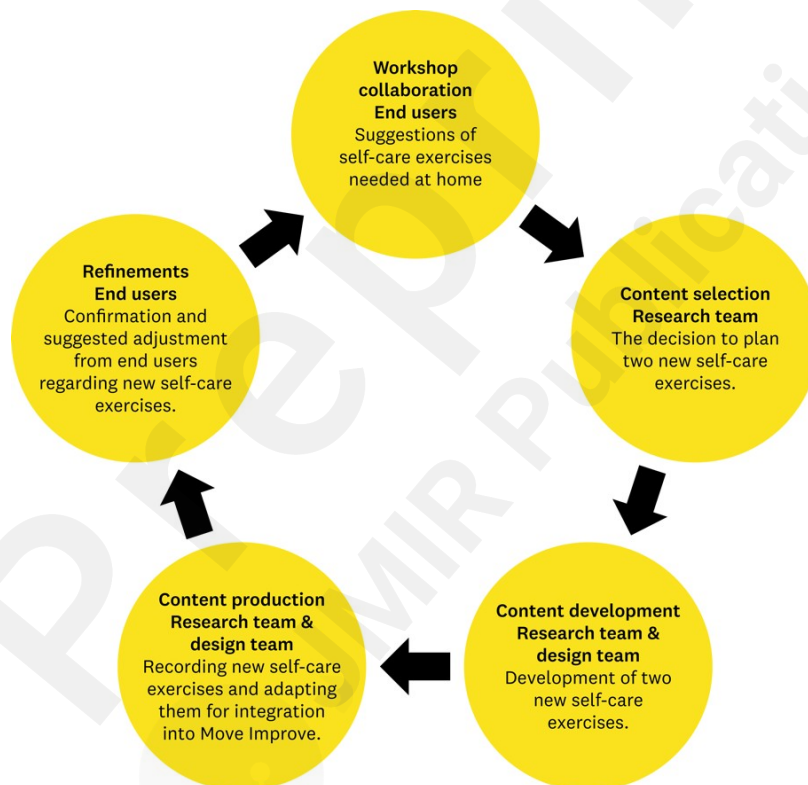 Workshop
collaboration
End users
Suggestions of
self-care exercises
needed at home
Content selection
Research team
The decision to plan
two new self-care
exercises.
Content development
Research team &
design team
Development of two
new self-care
exercises.
Content production
Research team &
design team
Recording new self-care
exercises and adapting
them for integration
into Move Improve.
Refinements
End users
Confirmation and
suggested adjustment
from end users
regarding new self-care
exercises.
Preprin
JMIR Publicati